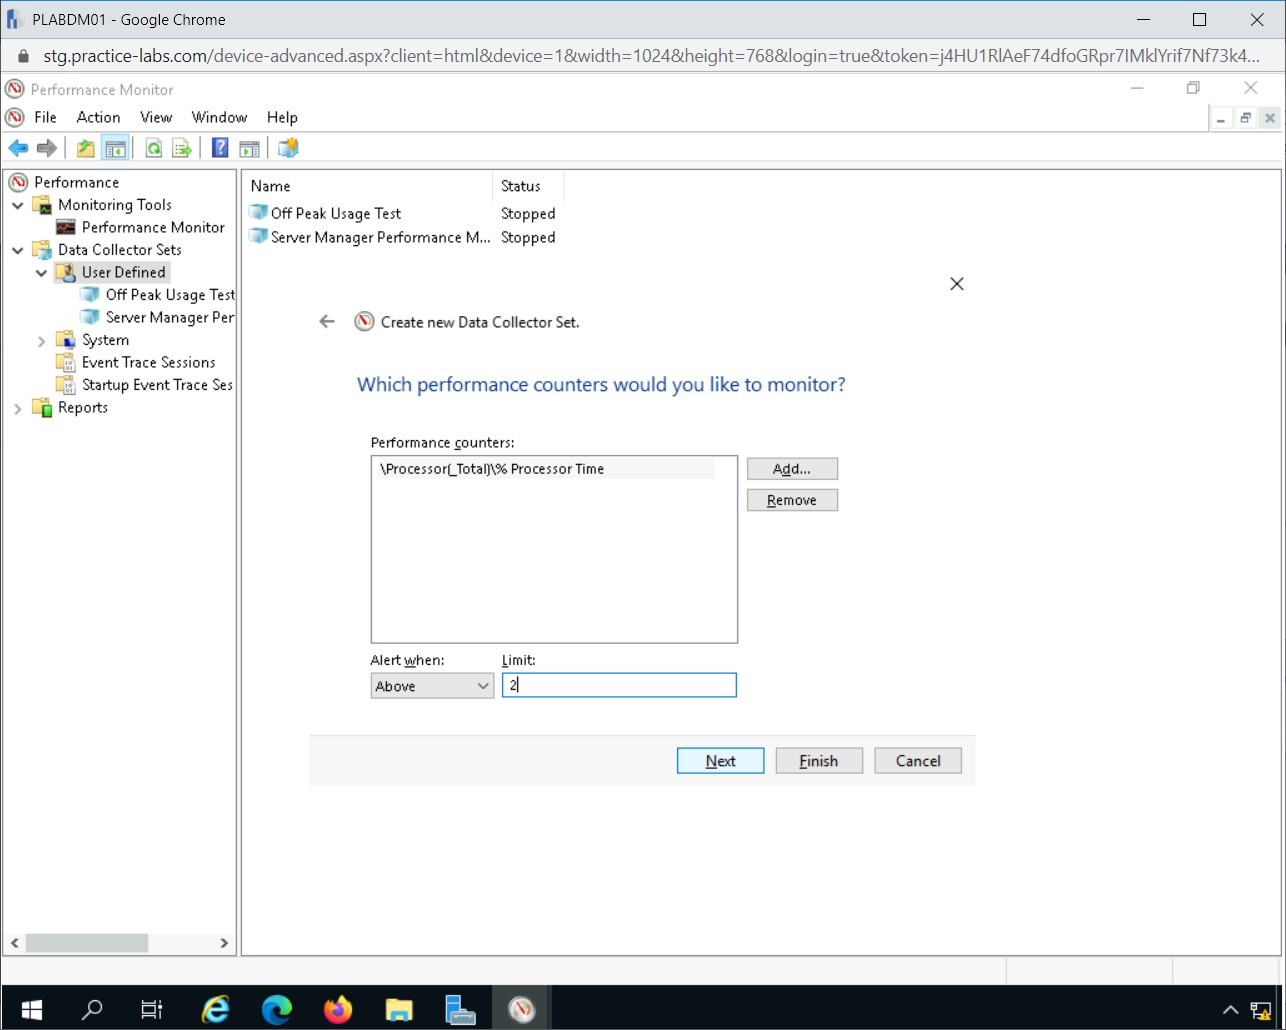 PLABDM01 - Google Chrome
stg.practice-labs.com/device-advanced.aspx?client=html&device=1&width=1024&height=768&login=true&token=j4HU1RlAeF74dfoGRpr7IMklYrif7Nf73k4...
Performance Monitor
File Action View Window Help
Performance
Monitoring Tools
Performance Monitor
Data Collector Sets
User Defined
Off Peak Usage Test
Server Manager Per
System
Event Trace Sessions
Startup Event Trace Ses
Reports
Name Status
Off Peak Usage Test Stopped
Server Manager Performance M... Stopped
Create new Data Collector Set.
Which performance counters would you like to monitor?
Performance counters:
\Processor(_Total)\% Processor Time
Add...
Remove
Alert when: Limit:
Above 2
Next Finish Cancel